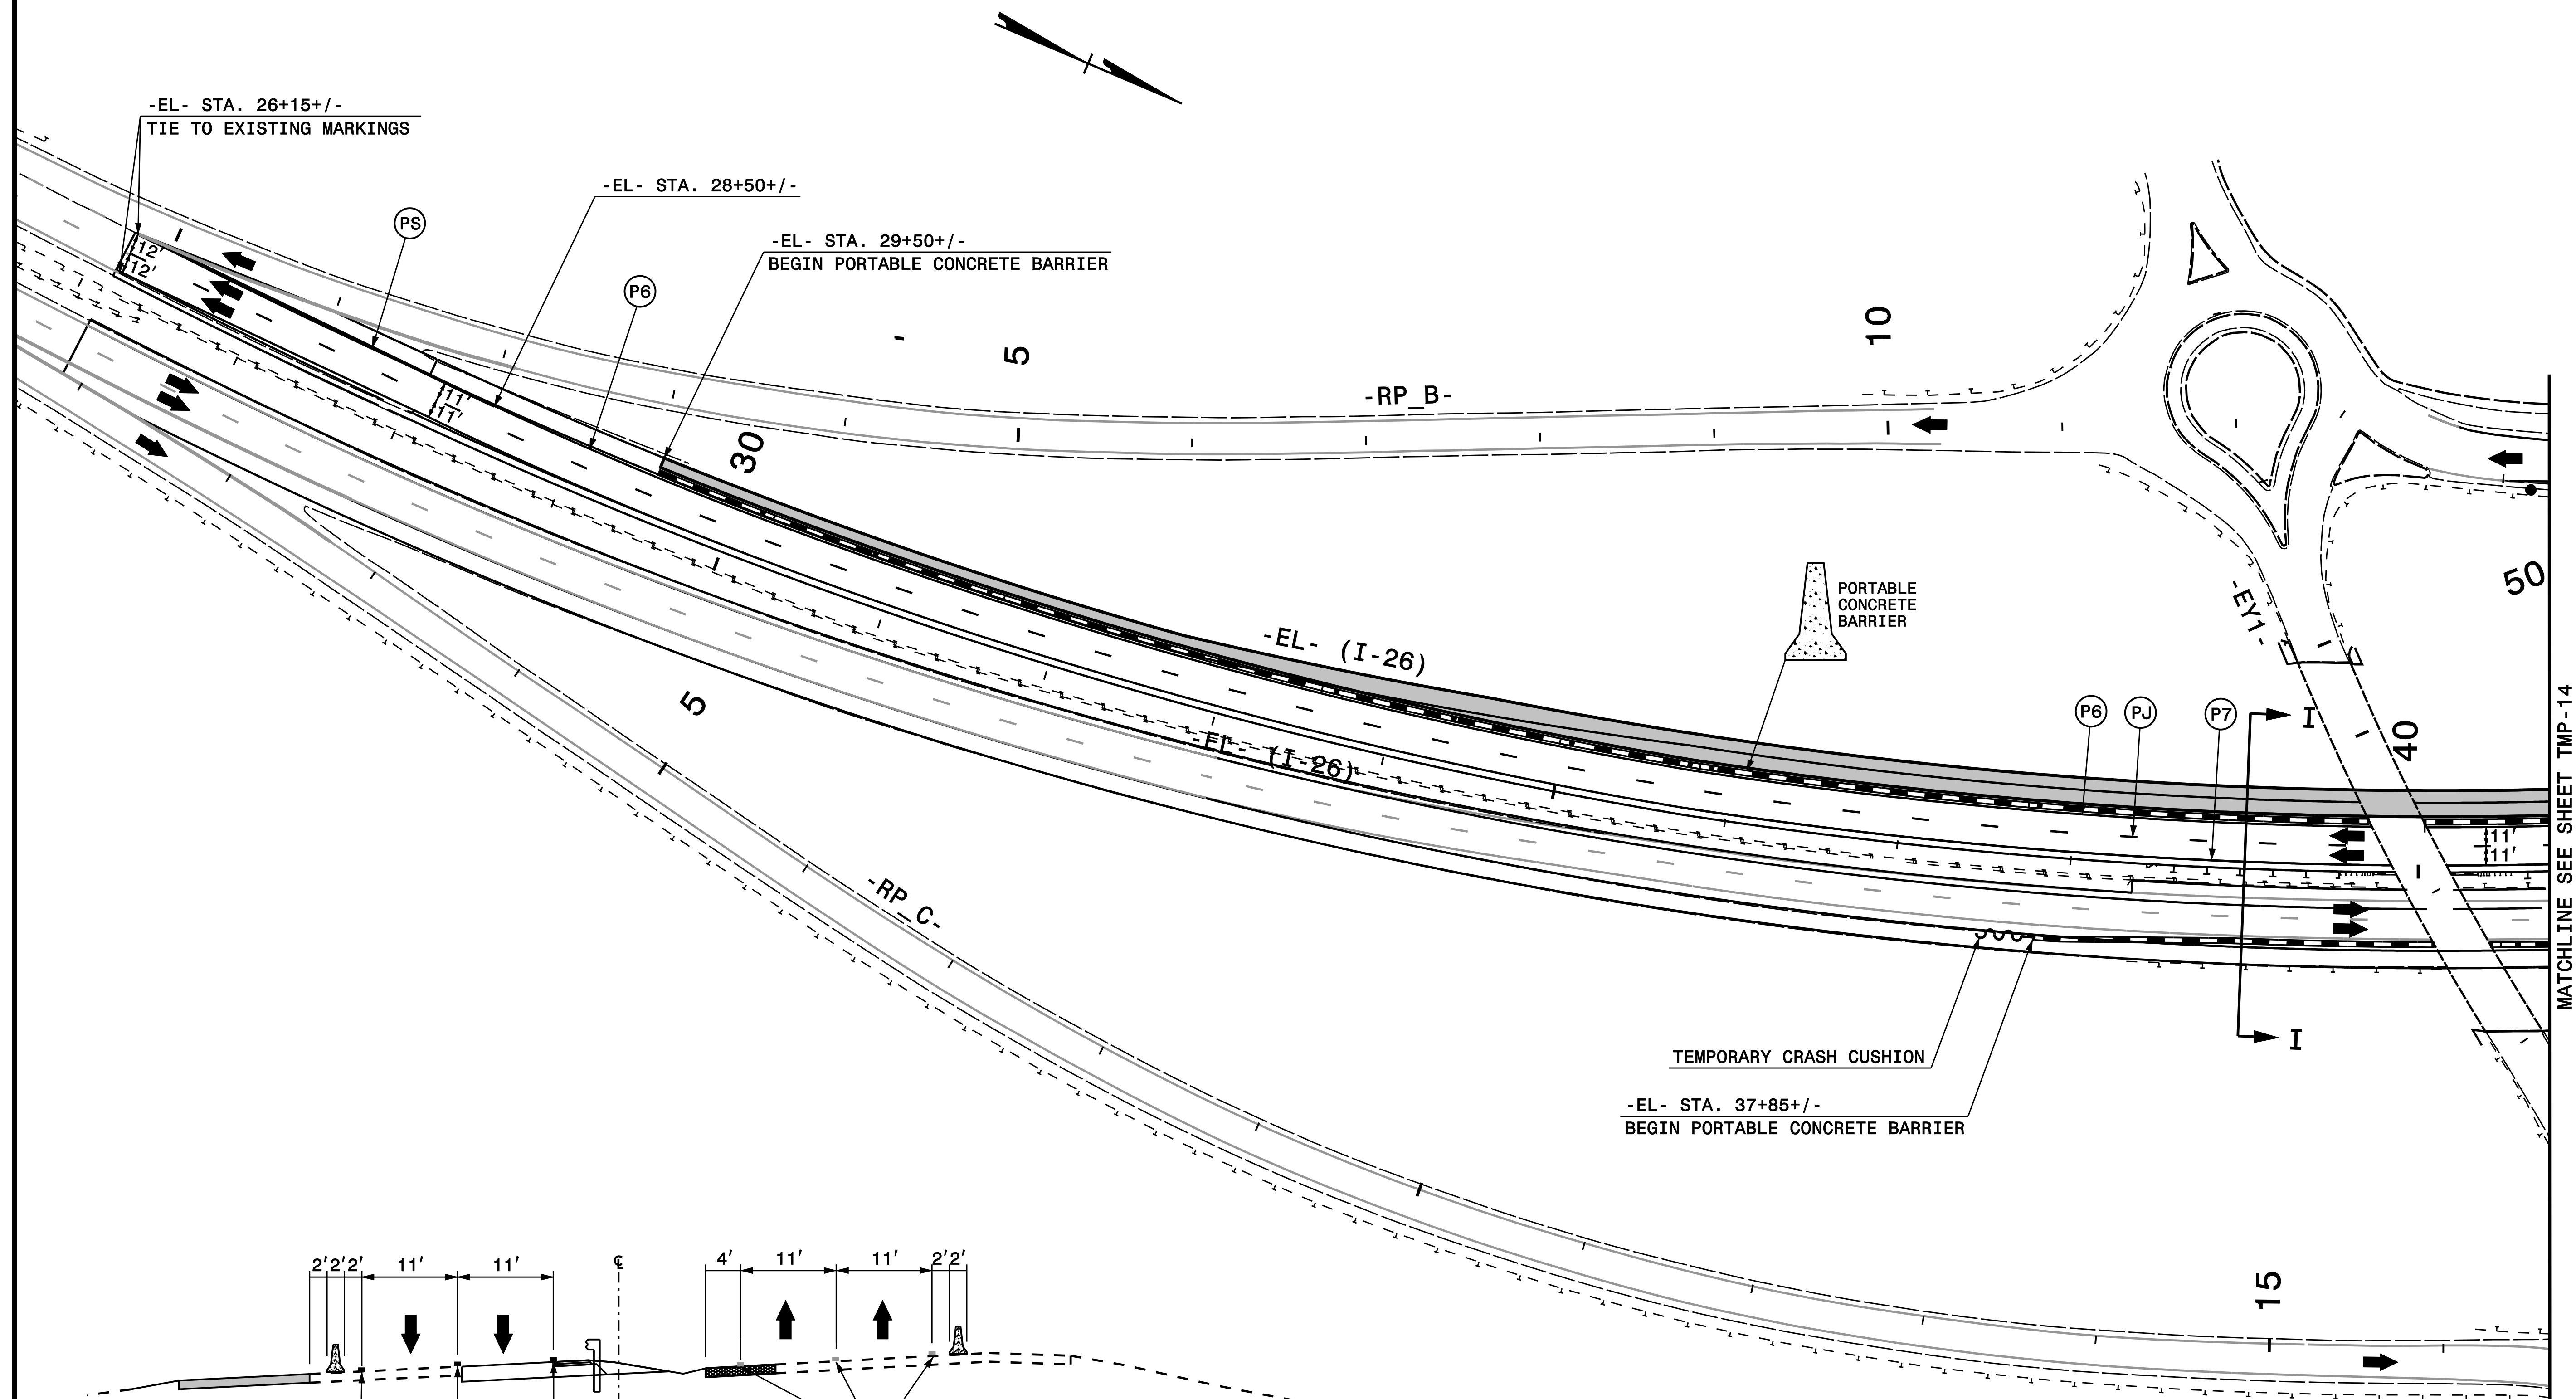 -EL- STA. 26+15+/-
TIE TO EXISTING MARKINGS
-EL- STA. 28+50+/-
PS
-EL- STA. 29+50+/-
BEGIN PORTABLE CONCRETE BARRIER
P6
12'
12'
11'
11'
30
5
10
-RP_B-
-EY1-
50
PORTABLE
CONCRETE
BARRIER
-EL- (I-26)
-EL- (I-26)
5
P6
PJ
P7
I
40
11'
11'
MATCHLINE SEE SHEET TMP-14
-RP_C-
I
TEMPORARY CRASH CUSHION
-EL- STA. 37+85+/-
BEGIN PORTABLE CONCRETE BARRIER
15
2' 2' 2' 11' 11' ℄ 4' 11' 11' 2' 2'